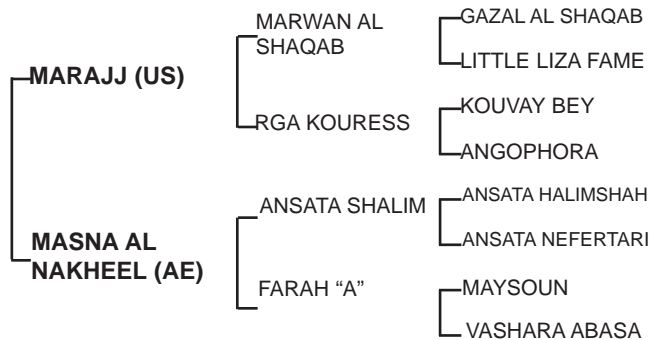 MARAJJ (US)
MARWAN AL
SHAQAB
GAZAL AL SHAQAB
LITTLE LIZA FAME
RGA KOURESS
KOUVAY BEY
ANGOPHORA
MASNA AL
NAKHEEL (AE)
ANSATA SHALIM
ANSATA HALIMSHAH
ANSATA NEFERTARI
FARAH “A”
MAYSOUN
VASHARA ABASA